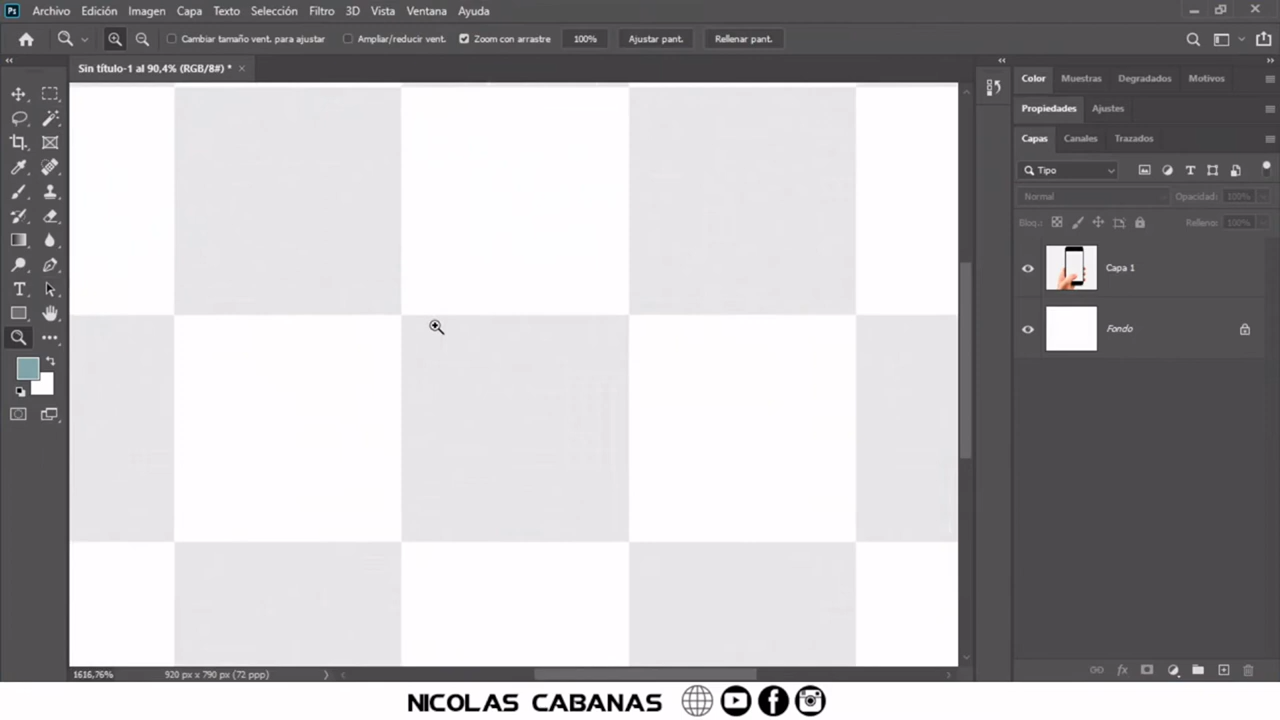 Ps Archivo Edición Imagen Capa Texto Selección Filtro 3D Vista Ventana Ayuda
Cambiar tamaño vent. para ajustar Ampliar/reducir vent. Zoom con arrastre 100% Ajustar pant. Rellenar pant.
Sin título-1 al 90,4% (RGB/8#) *
Color Muestras Degradados Motivos
Propiedades Ajustes
Capas Canales Trazados
Tipo
Normal Opacidad: 100%
Bloq.: Relleno: 100%
Capa 1
Fondo
1616,76% 920 px x 790 px (72 ppp)
NICOLAS CABANAS